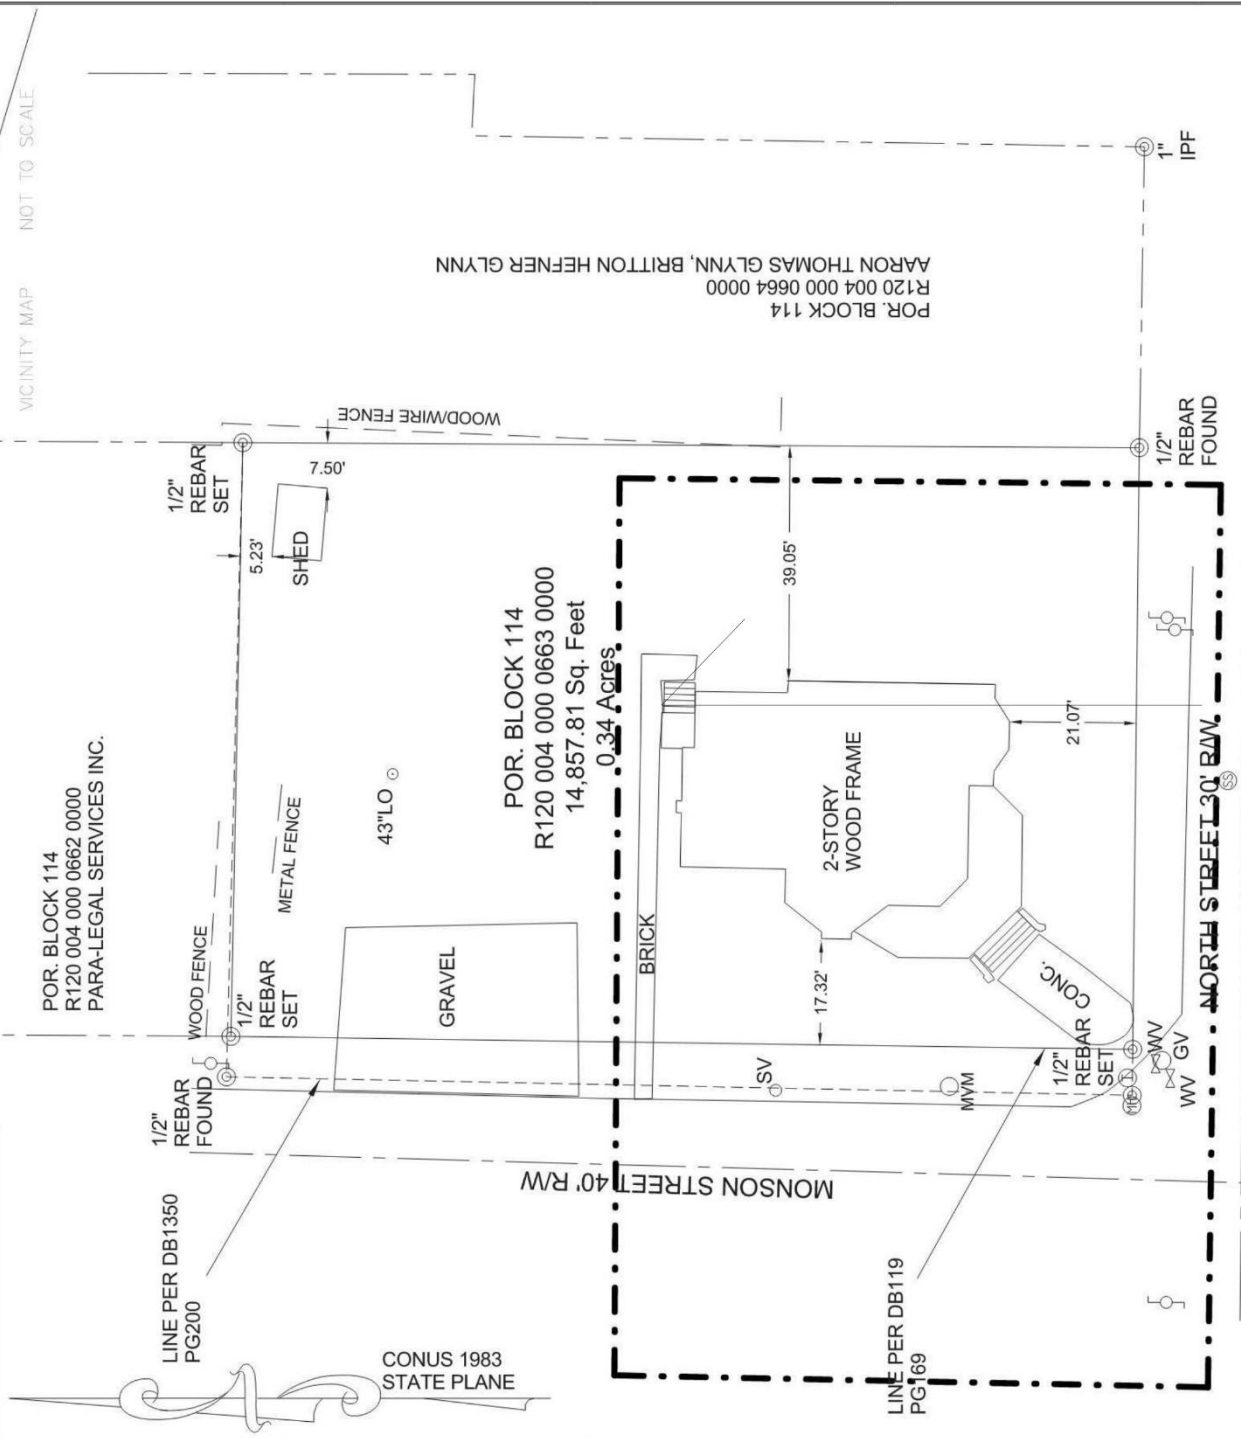 VICINITY MAP NOT TO SCALE
1"
IPF
POR. BLOCK 114
R120 004 000 0664 0000
AARON THOMAS GLYNN, BRITTON HEFNER GLYNN
WOOD/WIRE FENCE
1/2"
REBAR
SET
1/2"
REBAR
FOUND
7.50'
5.23'
SHED
39.05'
POR. BLOCK 114
R120 004 000 0663 0000
14,857.81 Sq. Feet
0.34 Acres
21.07'
POR. BLOCK 114
R120 004 000 0662 0000
PARA-LEGAL SERVICES INC.
43"LO
METAL FENCE
2-STORY
WOOD FRAME
NORTH STREET 30' R/W
SS
WOOD FENCE
1/2"
REBAR
SET
GRAVEL
BRICK
17.32'
CONC.
1/2"
REBAR
SET
WV
GV
WV
1/2"
REBAR
FOUND
SV
MVM
MONSON STREET 40' R/W
LINE PER DB1350
PG200
LINE PER DB119
PG169
CONUS 1983
STATE PLANE